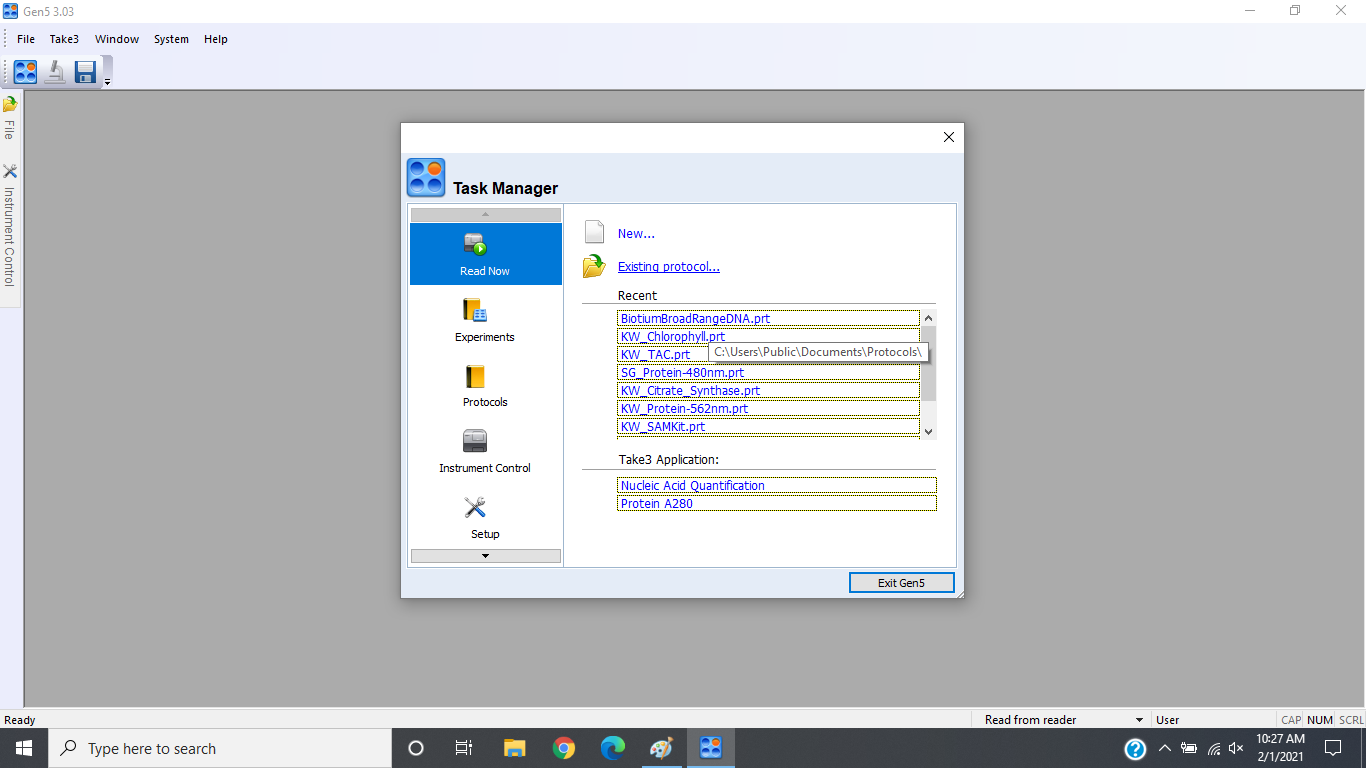 Gen5 3.03
File Take3 Window System Help
File
Instrument Control
Task Manager
Read Now
Experiments
Protocols
Instrument Control
Setup
New...
Existing protocol...
Recent
BiotiumBroadRangeDNA.prt
KW_Chlorophyll.prt
KW_TAC.prt
C:\Users\Public\Documents\Protocols\
SG_Protein-480nm.prt
KW_Citrate_Synthase.prt
KW_Protein-562nm.prt
KW_SAMKit.prt
Take3 Application:
Nucleic Acid Quantification
Protein A280
Exit Gen5
Ready Read from reader User CAP NUM SCRL
Type here to search
10:27 AM
2/1/2021